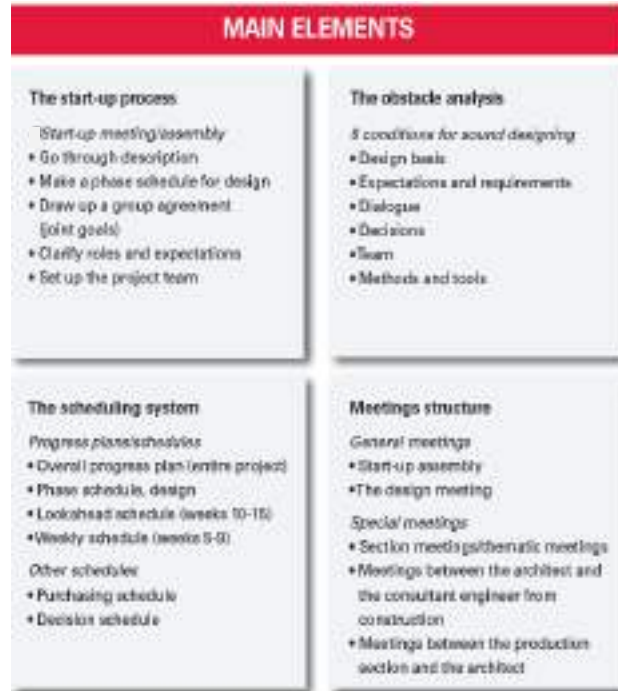 MAIN ELEMENTS
The start-up process
Start-up meeting/assembly
• Go through description
• Make a phase schedule for design
• Draw up a group agreement
(joint goals)
• Clarify roles and expectations
• Set up the project team
The obstacle analysis
8 conditions for sound designing
• Design basis
• Expectations and requirements
• Dialogue
• Decisions
• Team
• Methods and tools
The scheduling system
Progress plans/schedules
• Overall progress plan (entire project)
• Phase schedule, design
• Lookahead schedule (weeks 10-15)
• Weekly schedule (weeks 5-9)
Other schedules
• Purchasing schedule
• Decision schedule
Meetings structure
General meetings
• Start-up assembly
• The design meeting
Special meetings
• Section meetings/thematic meetings
• Meetings between the architect and
the consultant engineer from
construction
• Meetings between the production
section and the architect